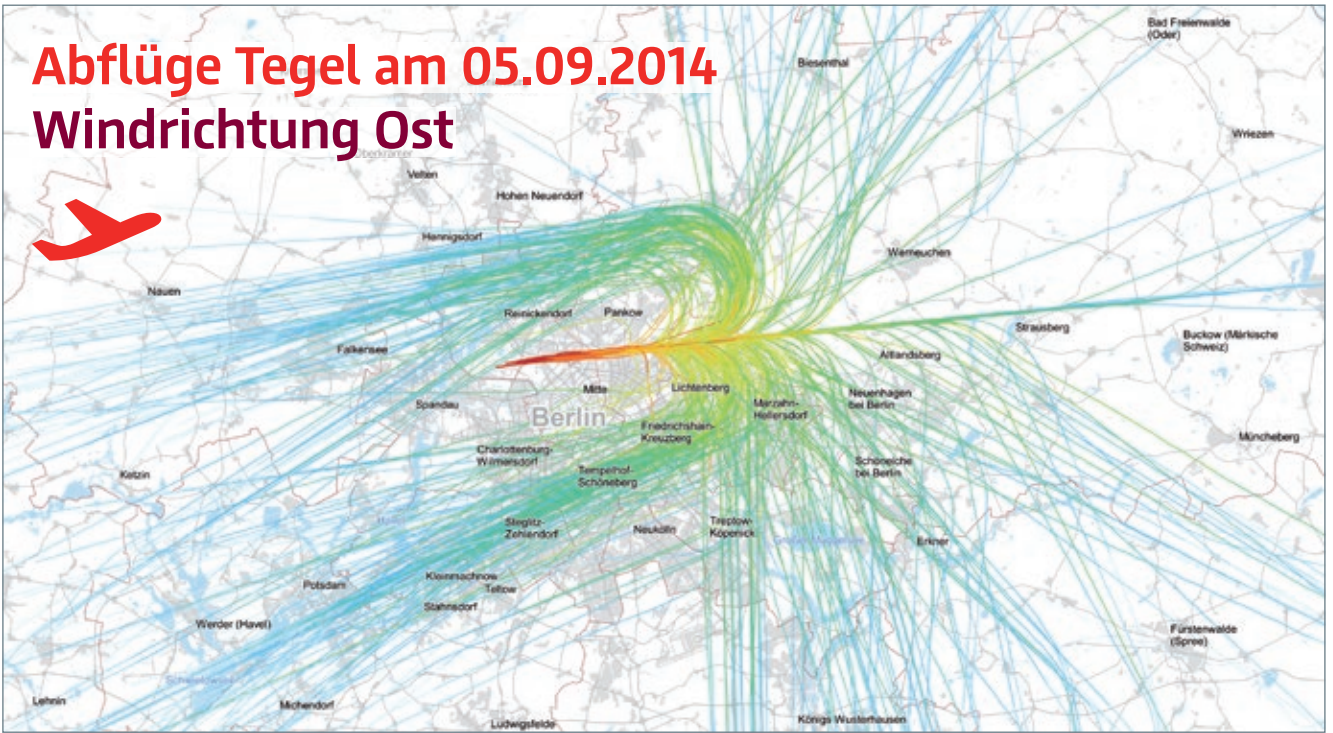 Abflüge Tegel am 05.09.2014
Windrichtung Ost
Bad Freienwalde
(Oder)
Biesenthal
Wriezen
Oberkrämer
Velten
Hohen Neuendorf
Hennigsdorf
Werneuchen
Nauen
Reinickendorf
Pankow
Strausberg
Buckow (Märkische
Schweiz)
Falkensee
Altlandsberg
Mitte
Lichtenberg
Neuenhagen
bei Berlin
Spandau
Marzahn-
Hellersdorf
Berlin
Friedrichshain-
Kreuzberg
Müncheberg
Charlottenburg-
Wilmersdorf
Ketzin
Tempelhof-
Schöneberg
Schöneiche
bei Berlin
Steglitz-
Zehlendorf
Neukölln
Treptow-
Köpenick
Erkner
Kleinmachnow
Potsdam
Teltow
Stahnsdorf
Werder (Havel)
Fürstenwalde
(Spree)
Schwielowsee
Lehnin
Michendorf
Ludwigsfelde
Königs Wusterhausen